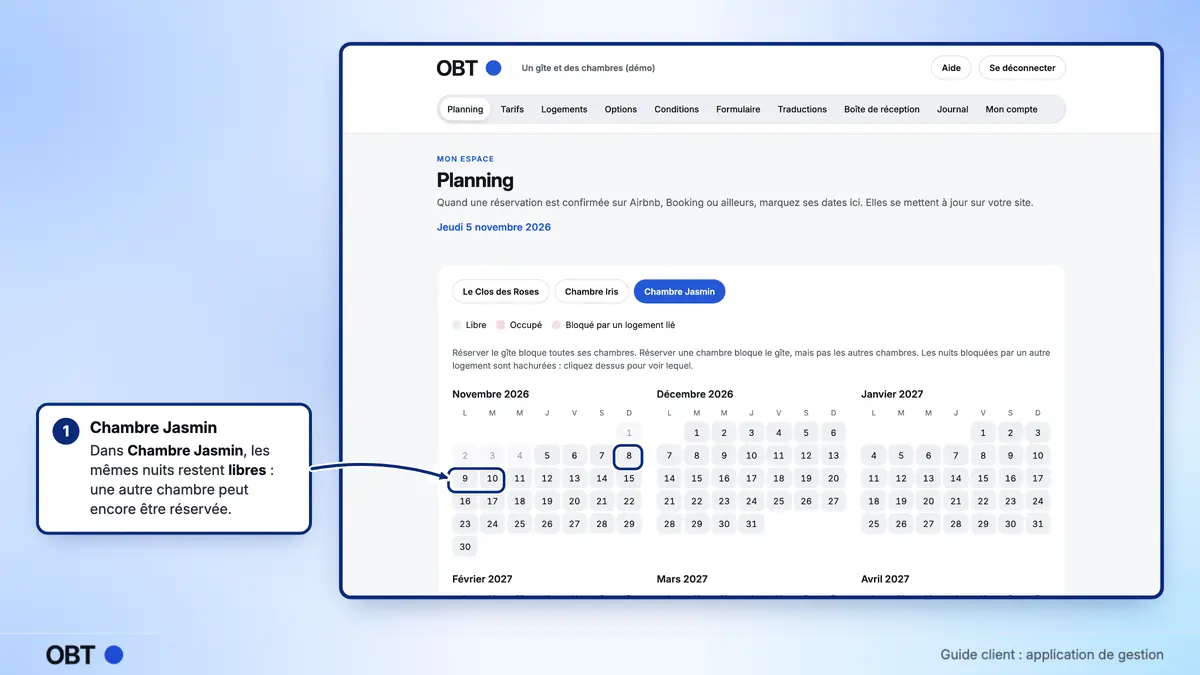 OBT
Un gîte et des chambres (démo)
Aide
Se déconnecter
Planning Tarifs Logements Options Conditions Formulaire Traductions Boîte de réception Journal Mon compte
MON ESPACE
Planning
Quand une réservation est confirmée sur Airbnb, Booking ou ailleurs, marquez ses dates ici. Elles se mettent à jour sur votre site.
Jeudi 5 novembre 2026
Le Clos des Roses Chambre Iris Chambre Jasmin
Libre Occupé Bloqué par un logement lié
Réserver le gîte bloque toutes ses chambres. Réserver une chambre bloque le gîte, mais pas les autres chambres. Les nuits bloquées par un autre
logement sont hachurées : cliquez dessus pour voir lequel.
Novembre 2026
L M M J V S D
1
2 3 4 5 6 7 8
9 10 11 12 13 14 15
16 17 18 19 20 21 22
23 24 25 26 27 28 29
30
Décembre 2026
L M M J V S D
1 2 3 4 5 6
7 8 9 10 11 12 13
14 15 16 17 18 19 20
21 22 23 24 25 26 27
28 29 30 31
Janvier 2027
L M M J V S D
1 2 3
4 5 6 7 8 9 10
11 12 13 14 15 16 17
18 19 20 21 22 23 24
25 26 27 28 29 30 31
Février 2027
Mars 2027
Avril 2027
1
Chambre Jasmin
Dans Chambre Jasmin, les
mêmes nuits restent libres :
une autre chambre peut
encore être réservée.
OBT
Guide client : application de gestion